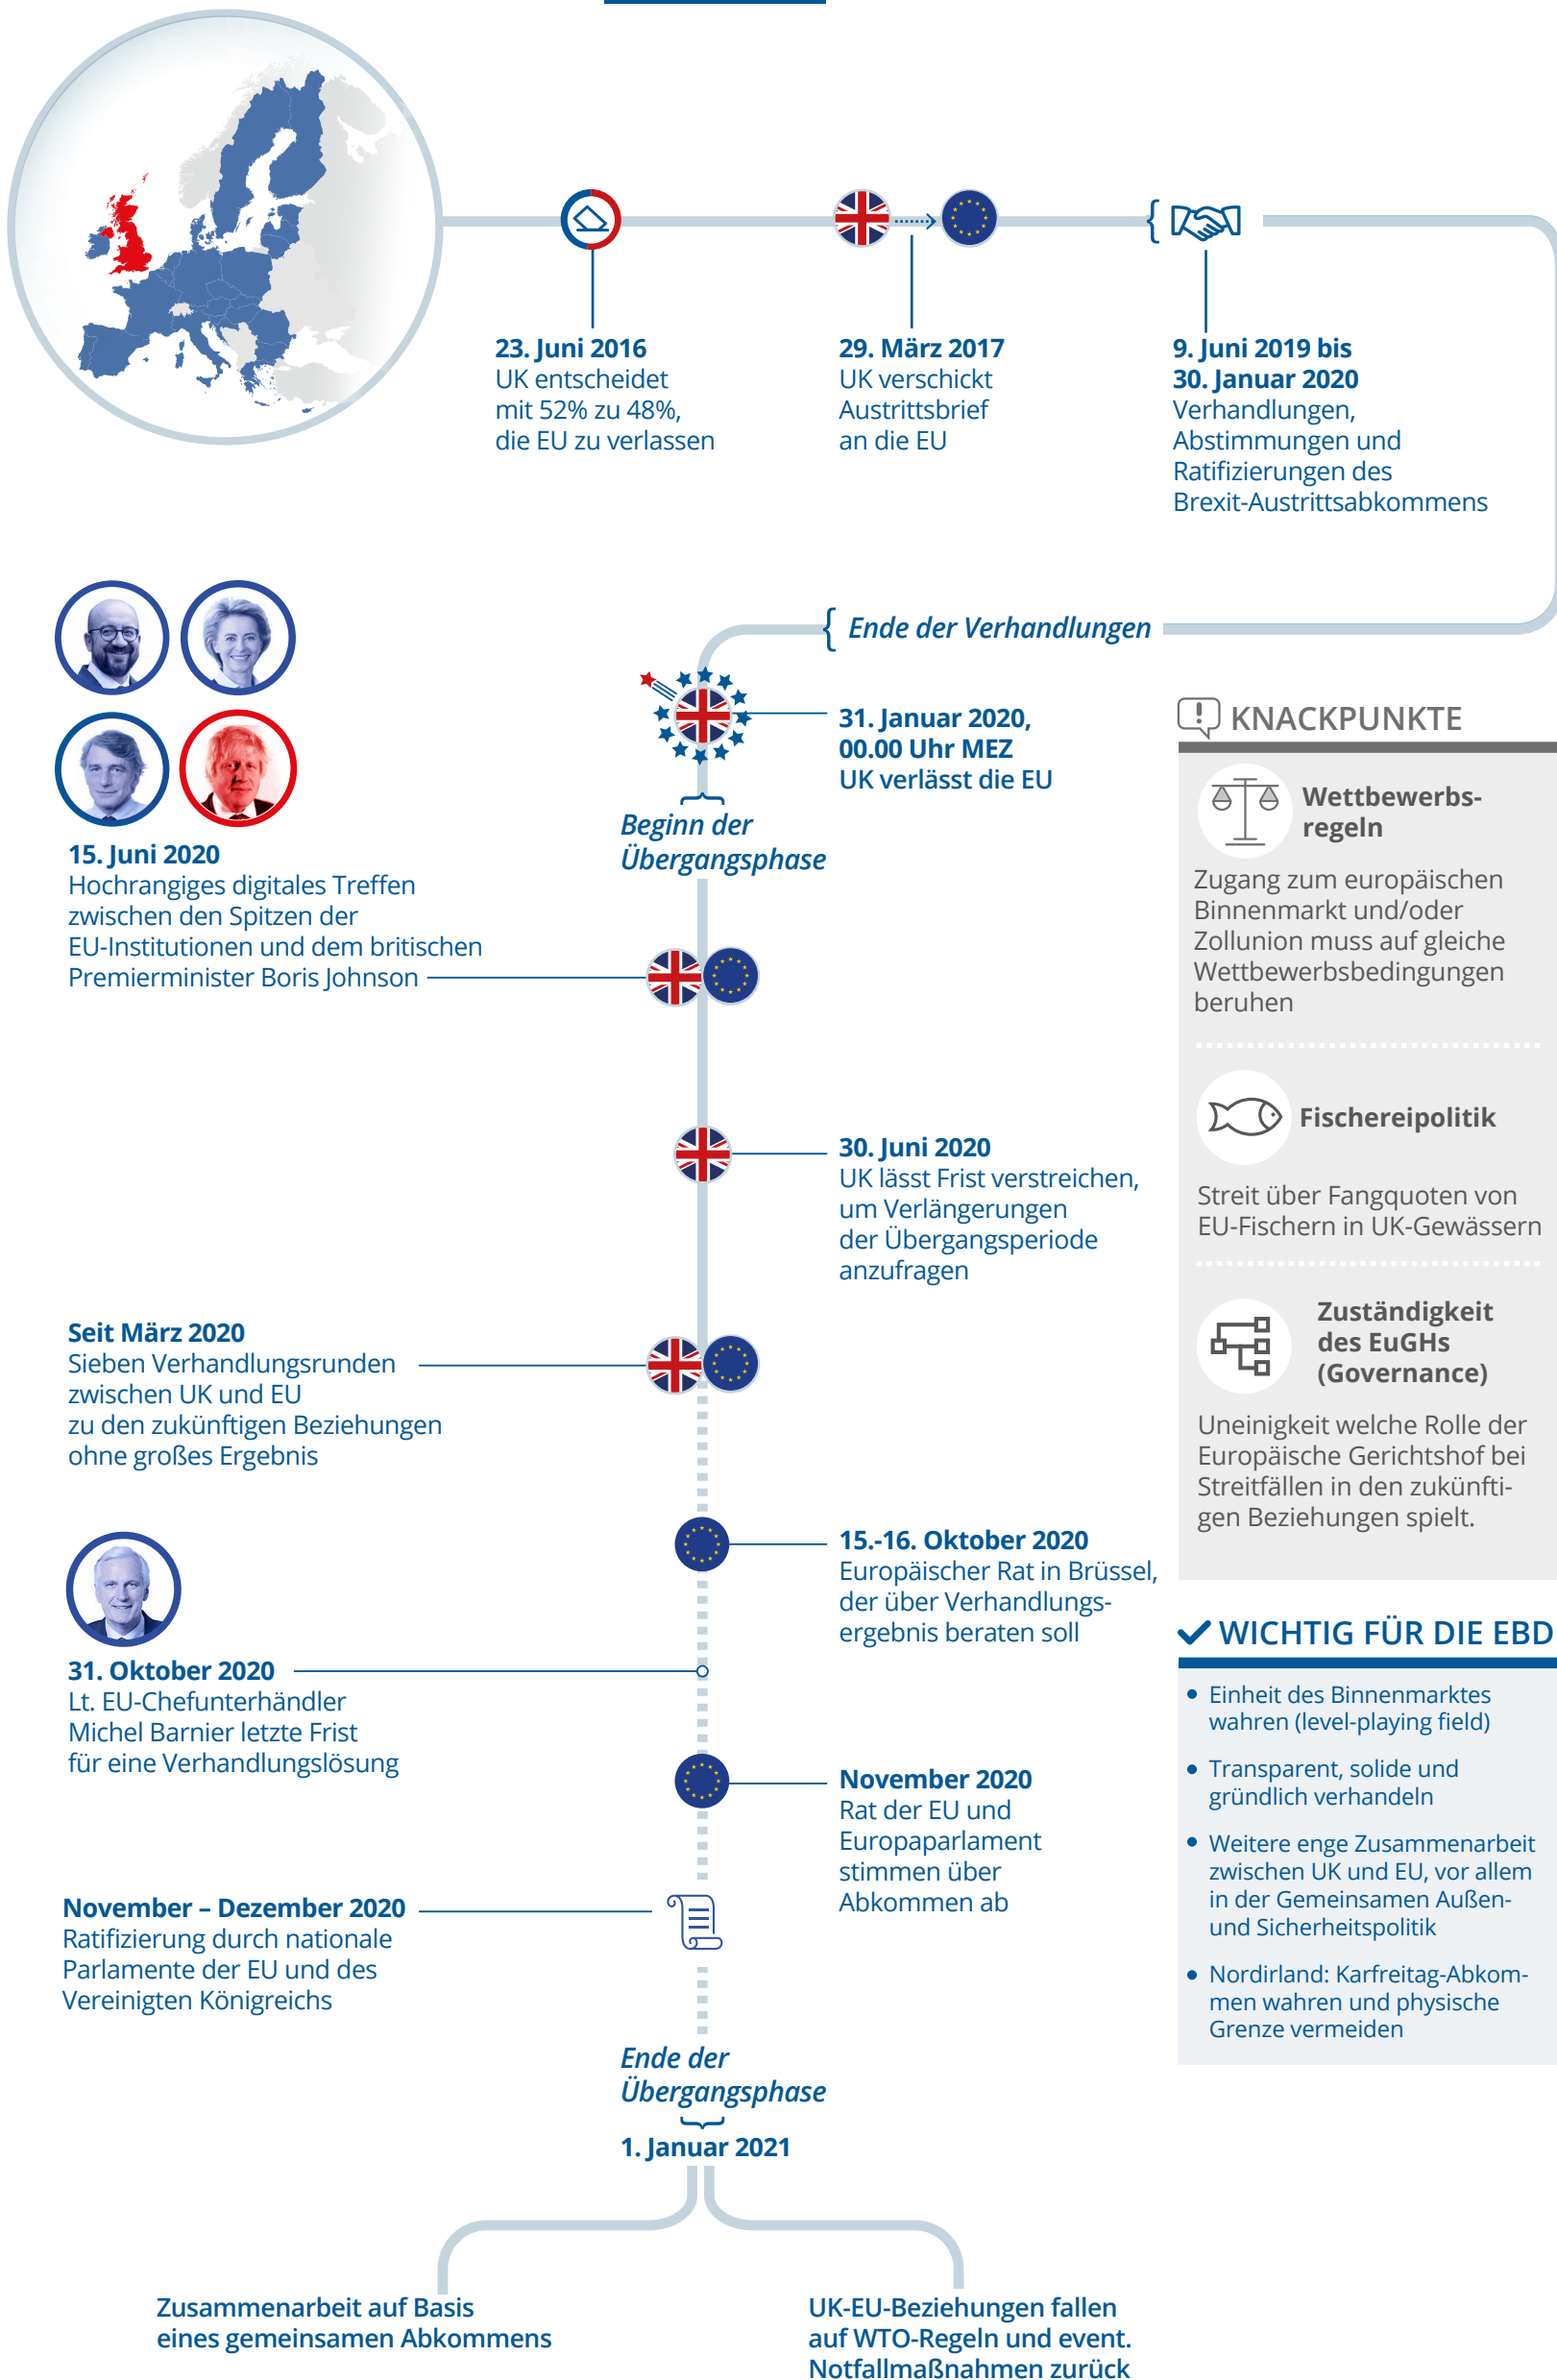 23. Juni 2016
UK entscheidet
mit 52% zu 48%,
die EU zu verlassen
29. März 2017
UK verschickt
Austrittsbrief
an die EU
9. Juni 2019 bis
30. Januar 2020
Verhandlungen,
Abstimmungen und
Ratifizierungen des
Brexit-Austrittsabkommens
Ende der Verhandlungen
31. Januar 2020,
00.00 Uhr MEZ
UK verlässt die EU
Beginn der
Übergangsphase
15. Juni 2020
Hochrangiges digitales Treffen
zwischen den Spitzen der
EU-Institutionen und dem britischen
Premierminister Boris Johnson
30. Juni 2020
UK lässt Frist verstreichen,
um Verlängerungen
der Übergangsperiode
anzufragen
Seit März 2020
Sieben Verhandlungsrunden
zwischen UK und EU
zu den zukünftigen Beziehungen
ohne großes Ergebnis
15.-16. Oktober 2020
Europäischer Rat in Brüssel,
der über Verhandlungs-
ergebnis beraten soll
31. Oktober 2020
Lt. EU-Chefunterhändler
Michel Barnier letzte Frist
für eine Verhandlungslösung
November 2020
Rat der EU und
Europaparlament
stimmen über
Abkommen ab
November – Dezember 2020
Ratifizierung durch nationale
Parlamente der EU und des
Vereinigten Königreichs
Ende der
Übergangsphase
1. Januar 2021
Zusammenarbeit auf Basis
eines gemeinsamen Abkommens
UK-EU-Beziehungen fallen
auf WTO-Regeln und event.
Notfallmaßnahmen zurück
KNACKPUNKTE
Wettbewerbs-
regeln
Zugang zum europäischen
Binnenmarkt und/oder
Zollunion muss auf gleiche
Wettbewerbsbedingungen
beruhen
Fischereipolitik
Streit über Fangquoten von
EU-Fischern in UK-Gewässern
Zuständigkeit
des EuGHs
(Governance)
Uneinigkeit welche Rolle der
Europäische Gerichtshof bei
Streitfällen in den zukünfti-
gen Beziehungen spielt.
WICHTIG FÜR DIE EBD
• Einheit des Binnenmarktes
wahren (level-playing field)
• Transparent, solide und
gründlich verhandeln
• Weitere enge Zusammenarbeit
zwischen UK und EU, vor allem
in der Gemeinsamen Außen-
und Sicherheitspolitik
• Nordirland: Karfreitag-Abkom-
men wahren und physische
Grenze vermeiden